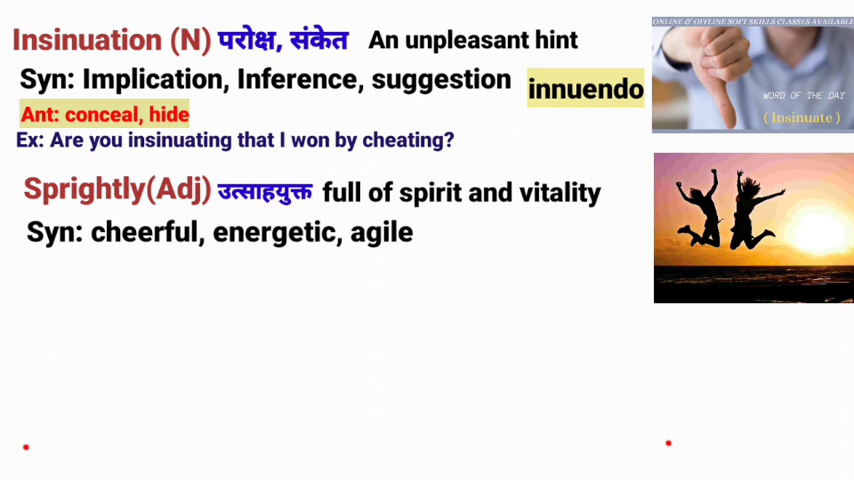 Insinuation (N) परोक्ष, संकेत An unpleasant hint
Syn: Implication, Inference, suggestion innuendo
Ant: conceal, hide
Ex: Are you insinuating that I won by cheating?
Sprightly(Adj) उत्साहयुक्त full of spirit and vitality
Syn: cheerful, energetic, agile
ONLINE & OFFLINE SOFT SKILLS CLASSES AVAILABLE
WORD OF THE DAY
( Insinuate )